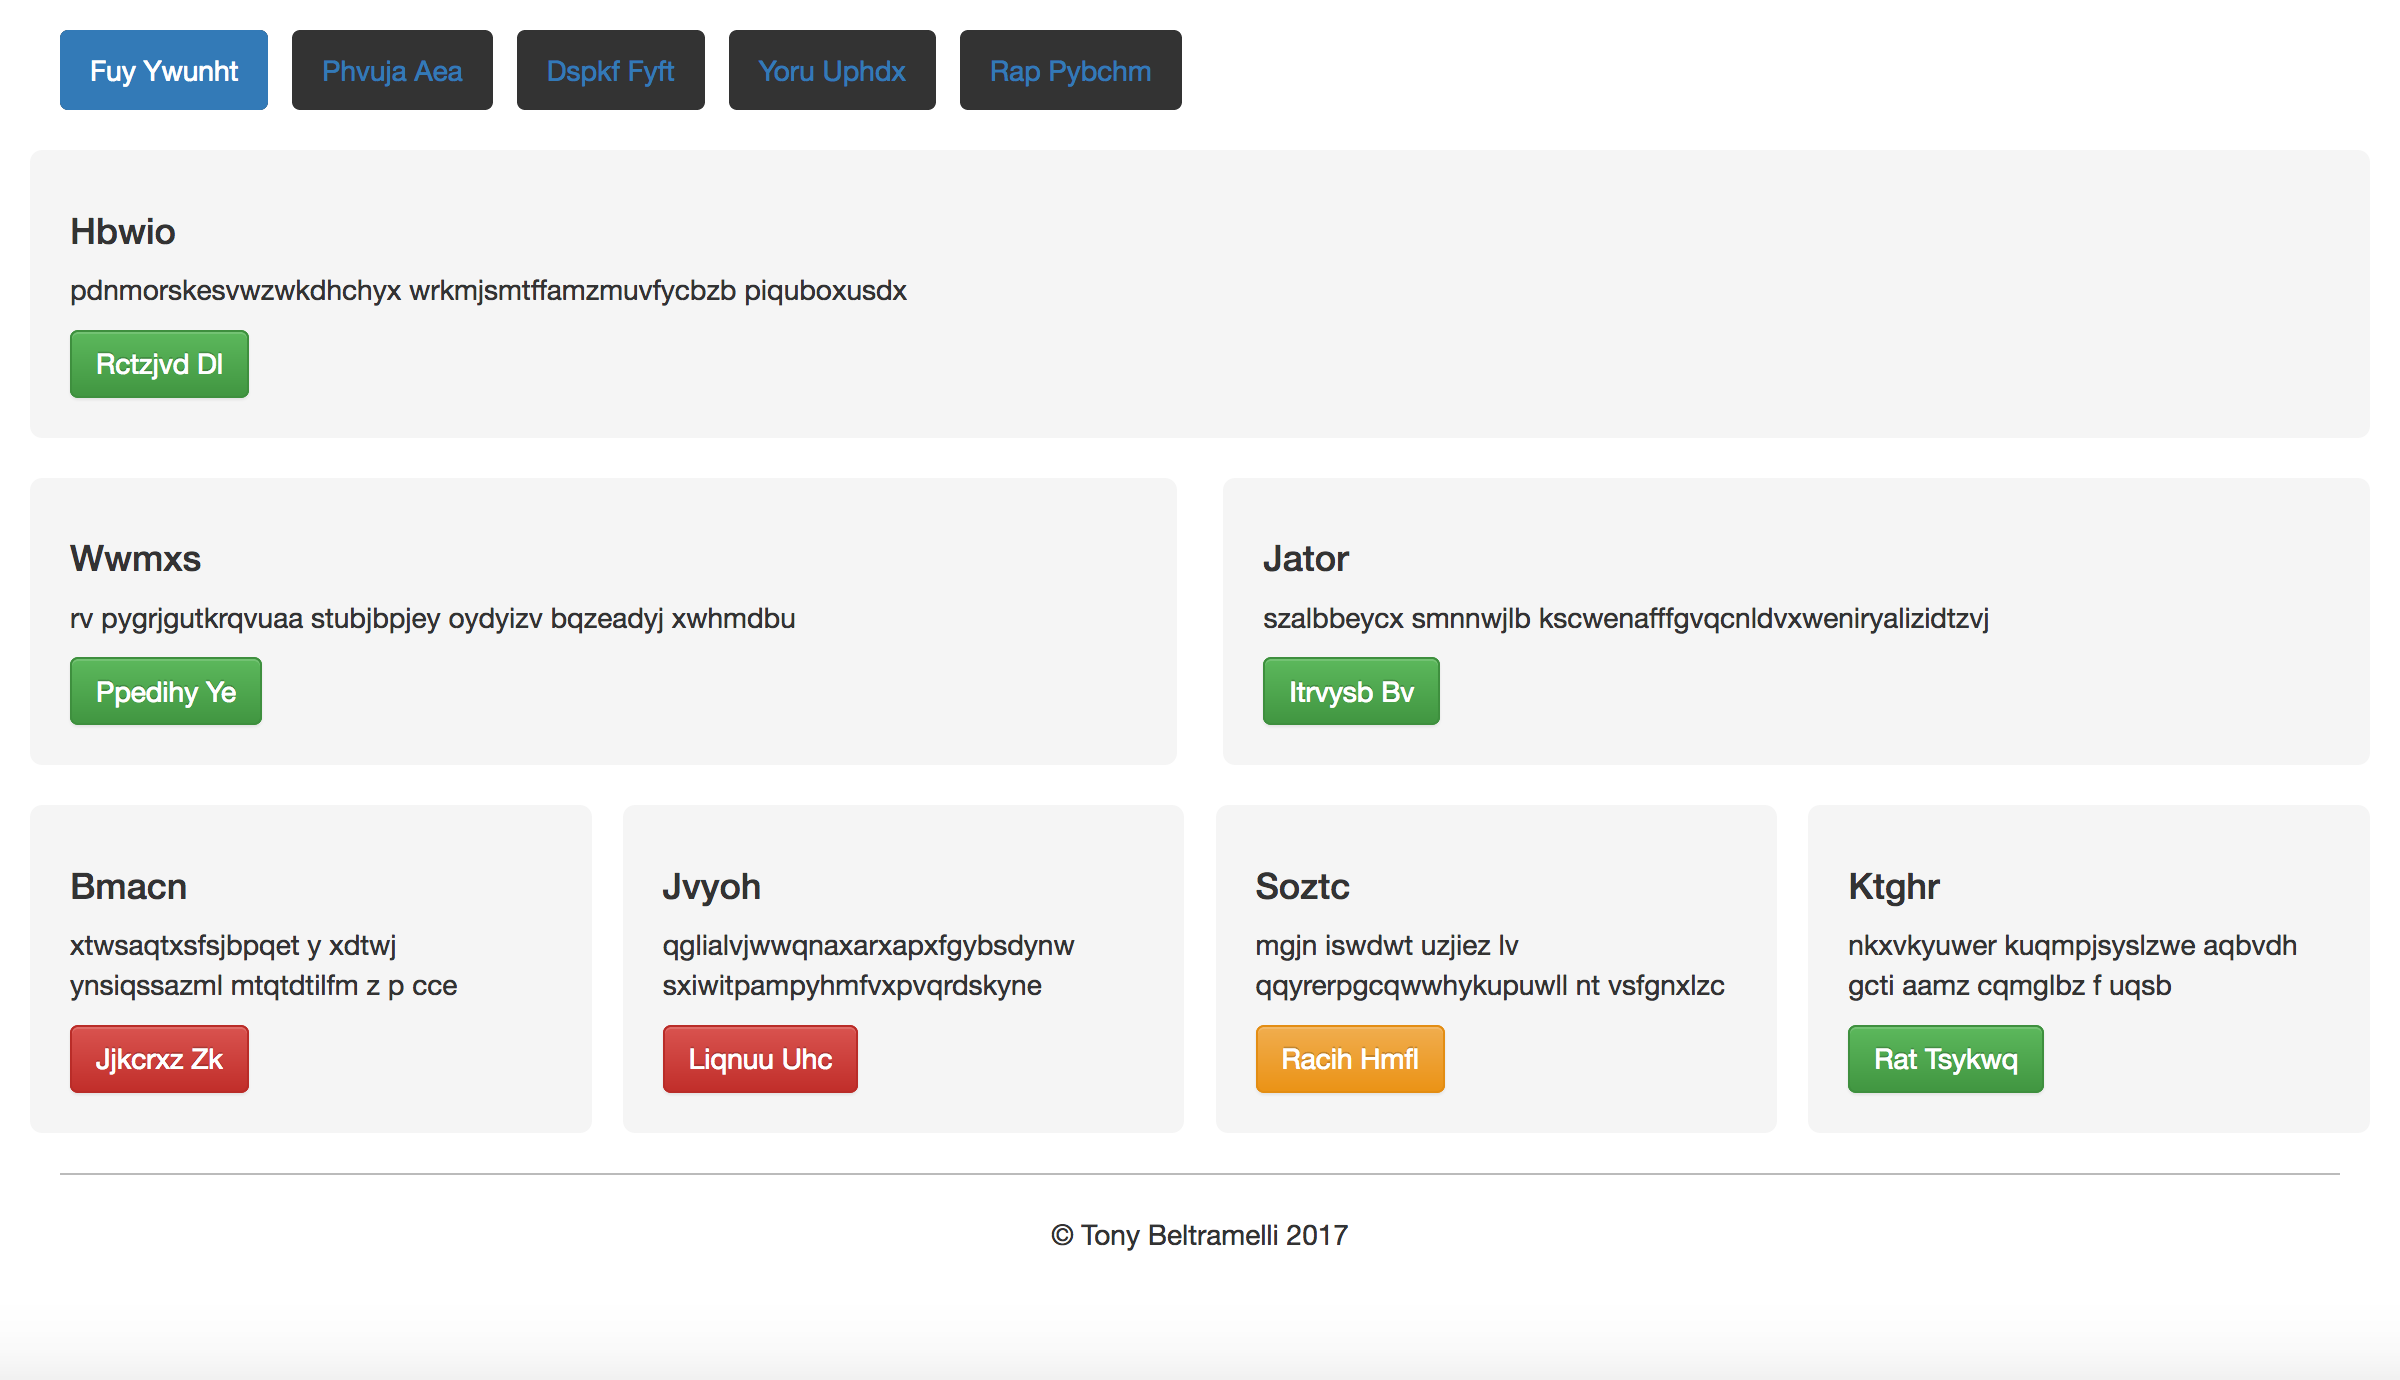 Fuy Ywunht
Phvuja Aea
Dspkf Fyft
Yoru Uphdx
Rap Pybchm
Hbwio
pdnmorskesvwzwkdhchyx wrkmjsmtffamzmuvfycbzb piquboxusdx
Rctzjvd Dl
Wwmxs
rv pygrjgutkrqvuaa stubjbpjey oydyizv bqzeadyj xwhmdbu
Ppedihy Ye
Jator
szalbbeycx smnnwjlb kscwenafffgvqcnldvxweniryalizidtzvj
Itrvysb Bv
Bmacn
xtwsaqtxsfsjbpqet y xdtwj
ynsiqssazml mtqtdtilfm z p cce
Jjkcrxz Zk
Jvyoh
qglialvjwwqnaxarxapxfgybsdynw
sxiwitpampyhmfvxpvqrdskyne
Liqnuu Uhc
Soztc
mgjn iswdwt uzjiez lv
qqyrerpgcqwwhykupuwll nt vsfgnxlzc
Racih Hmfl
Ktghr
nkxvkyuwer kuqmpjsyslzwe aqbvdh
gcti aamz cqmglbz f uqsb
Rat Tsykwq
© Tony Beltramelli 2017